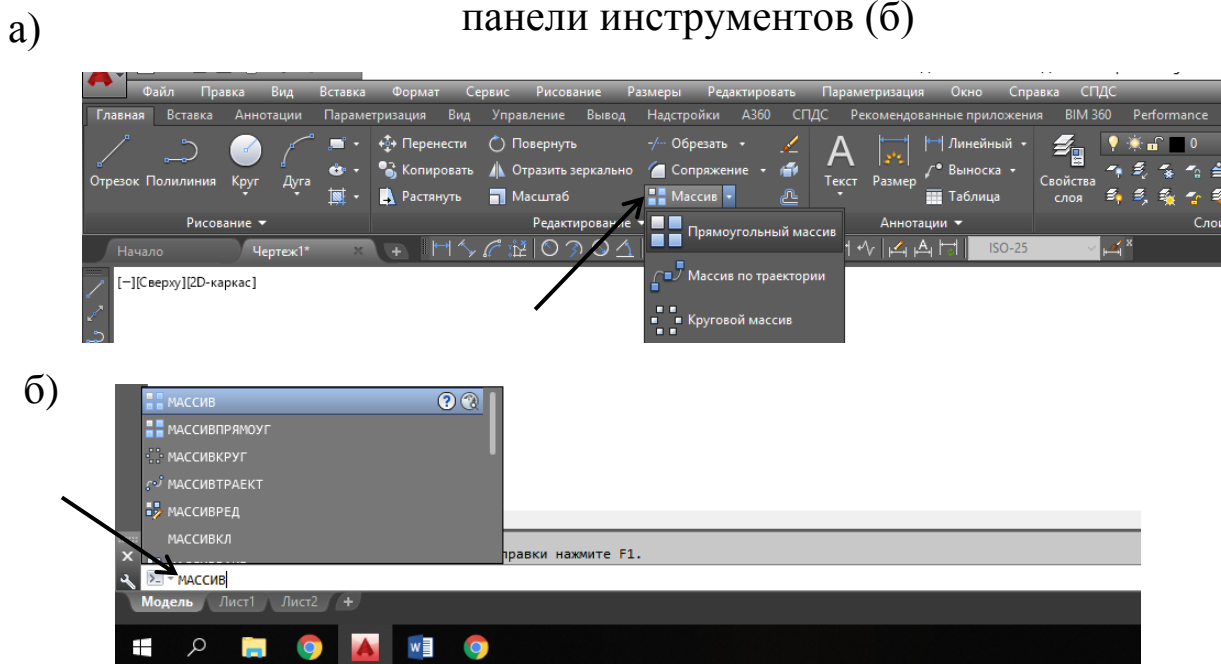 панели инструментов (б)
а)
Файл Правка Вид Вставка Формат Сервис Рисование Размеры Редактировать Параметризация Окно Справка СПДС
Главная Вставка Аннотации Параметризация Вид Управление Вывод Надстройки A360 СПДС Рекомендованные приложения BIM 360 Performance
Перенести Повернуть Обрезать Линейный 0
Копировать Отразить зеркально Сопряжение Выноска
Отрезок Полилиния Круг Дуга Текст Размер Свойства слоя
Растянуть Масштаб Массив Таблица
Рисование Редактирование Аннотации Сло
Прямоугольный массив
Начало Чертеж1* × + ISO-25
Массив по траектории
[−][Сверху][2D-каркас]
Круговой массив
б)
МАССИВ
МАССИВПРЯМОУГ
МАССИВКРУГ
МАССИВТРАЕКТ
МАССИВРЕД
МАССИВКЛ
правки нажмите F1.
МАССИВ
Модель Лист1 Лист2 +